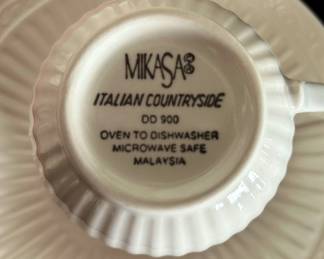 MIKASA
ITALIAN COUNTRYSIDE
DD 900
OVEN TO DISHWASHER
MICROWAVE SAFE
MALAYSIA